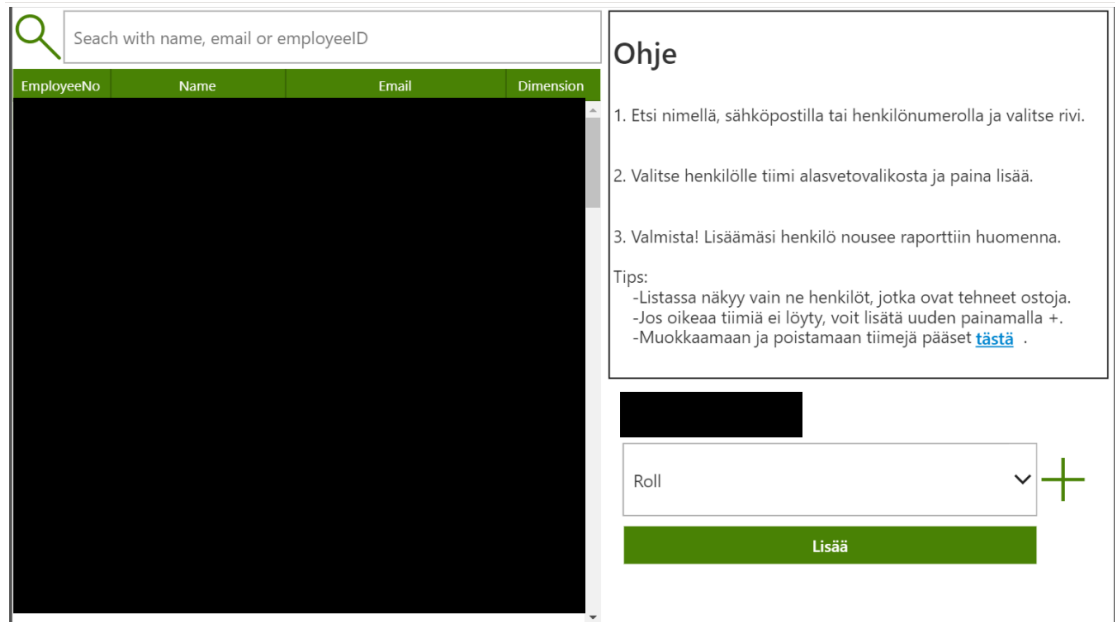 Seach with name, email or employeeID
EmployeeNo Name Email Dimension
Ohje
1. Etsi nimellä, sähköpostilla tai henkilönumerolla ja valitse rivi.
2. Valitse henkilölle tiimi alasvetovalikosta ja paina lisää.
3. Valmista! Lisäämäsi henkilö nousee raporttiin huomenna.
Tips:
-Listassa näkyy vain ne henkilöt, jotka ovat tehneet ostoja.
-Jos oikeaa tiimiä ei löyty, voit lisätä uuden painamalla +.
-Muokkaamaan ja poistamaan tiimejä pääset tästä .
Roll
Lisää